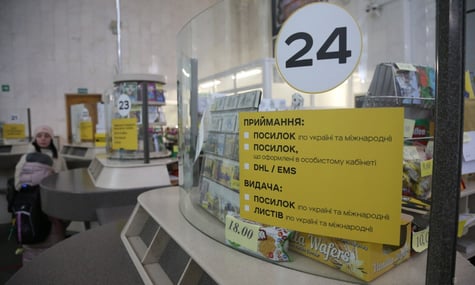 24
23
ПРИЙМАННЯ:
ПОСИЛОК по україні та міжнародні
ПОСИЛОК,
що оформлені в особистому кабінеті
DHL / EMS
ВИДАЧА:
ПОСИЛОК по україні та міжнародні
ЛИСТІВ по україні та міжнародні
18.00
Wafers